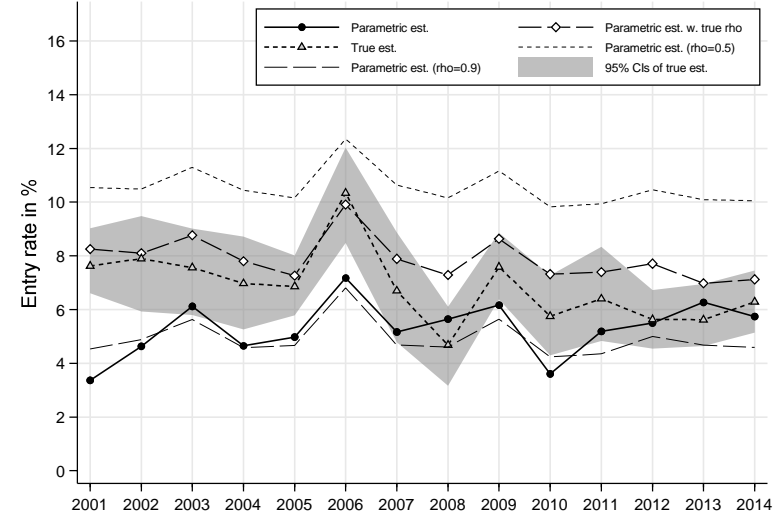 Parametric est.
Parametric est. w. true rho
True est.
Parametric est. (rho=0.5)
Parametric est. (rho=0.9)
95% CIs of true est.
Entry rate in %
16
14
12
10
8
6
4
2
0
2001 2002 2003 2004 2005 2006 2007 2008 2009 2010 2011 2012 2013 2014